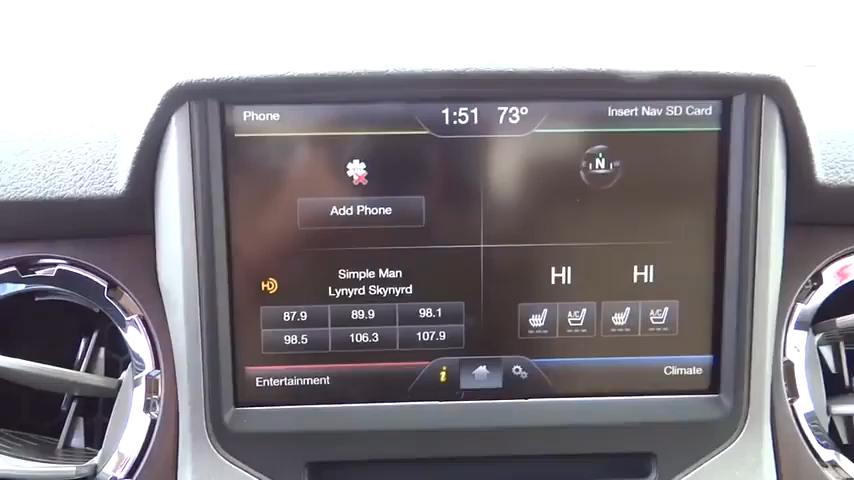 Phone
1:51 73°
Insert Nav SD Card
N
Add Phone
HD
Simple Man
Lynyrd Skynyrd
87.9 89.9 98.1
98.5 106.3 107.9
HI HI
A/C A/C
Entertainment
i
Climate